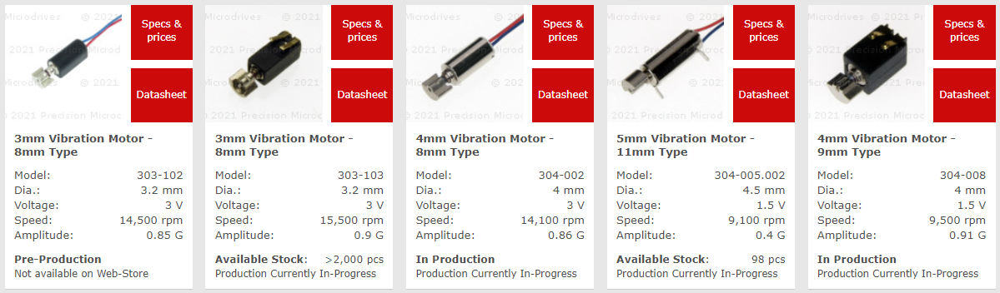 Microdrives © 2021 Precision M
2021 Precision Microd
Microdrives © 2021
© 2021 Precision Microc
Specs &
prices
Datasheet
3mm Vibration Motor -
8mm Type
Model: 303-102
Dia.: 3.2 mm
Voltage: 3 V
Speed: 14,500 rpm
Amplitude: 0.85 G
Pre-Production
Not available on Web-Store
Specs &
prices
Datasheet
3mm Vibration Motor -
8mm Type
Model: 303-103
Dia.: 3.2 mm
Voltage: 3 V
Speed: 15,500 rpm
Amplitude: 0.9 G
Available Stock: >2,000 pcs
Production Currently In-Progress
Specs &
prices
Datasheet
4mm Vibration Motor -
8mm Type
Model: 304-002
Dia.: 4 mm
Voltage: 3 V
Speed: 14,100 rpm
Amplitude: 0.86 G
In Production
Production Currently In-Progress
Specs &
prices
Datasheet
5mm Vibration Motor -
11mm Type
Model: 304-005.002
Dia.: 4.5 mm
Voltage: 1.5 V
Speed: 9,100 rpm
Amplitude: 0.4 G
Available Stock: 98 pcs
Production Currently In-Progress
Specs &
prices
Datasheet
4mm Vibration Motor -
9mm Type
Model: 304-008
Dia.: 4 mm
Voltage: 1.5 V
Speed: 9,500 rpm
Amplitude: 0.91 G
In Production
Production Currently In-Progress